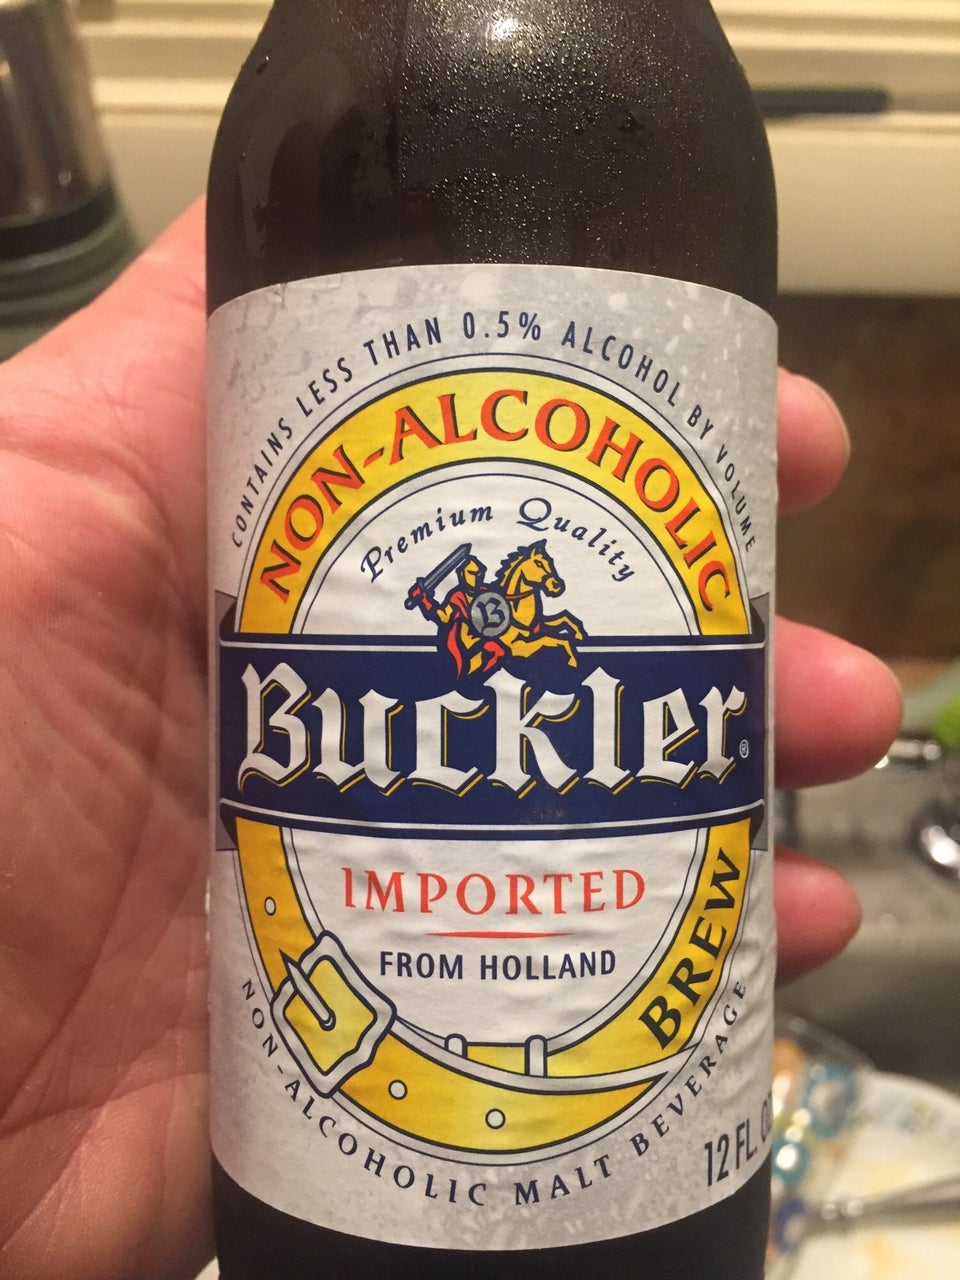 CONTAINS LESS THAN 0.5% ALCOHOL BY VOLUME
NON-ALCOHOLIC
Premium Quality
B
Buckler®
IMPORTED
FROM HOLLAND
BREW
NON-ALCOHOLIC MALT BEVERAGE
12 FL.